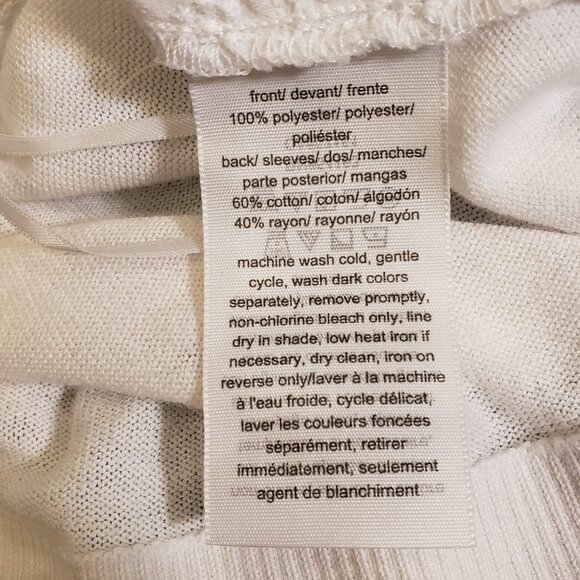 front/ devant/ frente
100% polyester/ polyester/
poliéster
back/ sleeves/ dos/ manches/
parte posterior/ mangas
60% cotton/ coton/ algodón
40% rayon/ rayonne/ rayón
machine wash cold, gentle
cycle, wash dark colors
separately, remove promptly,
non-chlorine bleach only, line
dry in shade, low heat iron if
necessary, dry clean, iron on
reverse only/laver à la machine
à l'eau froide, cycle délicat,
laver les couleurs foncées
séparément, retirer
immédiatement, seulement
agent de blanchiment